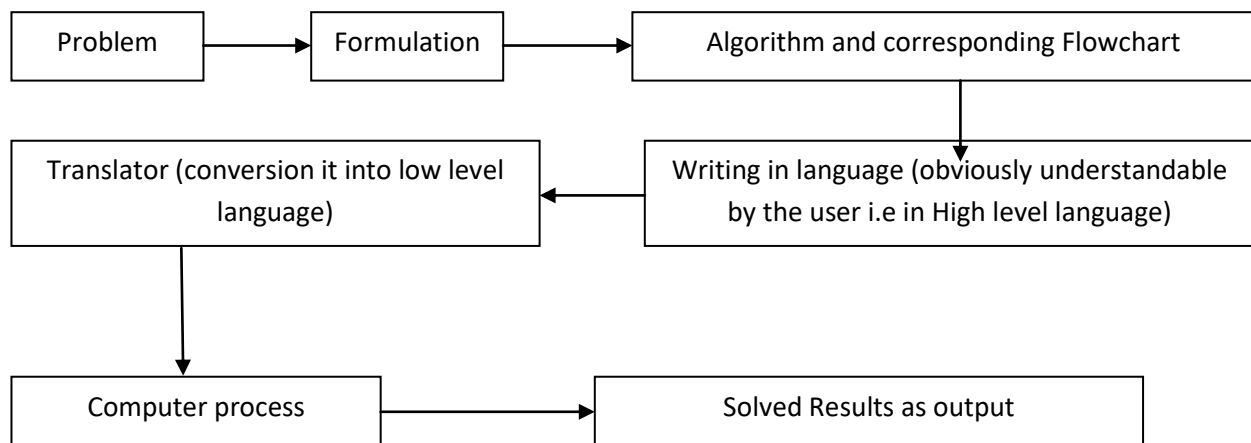 Problem
Formulation
Algorithm and corresponding Flowchart
Translator (conversion it into low level
language)
Writing in language (obviously understandable
by the user i.e in High level language)
Computer process
Solved Results as output